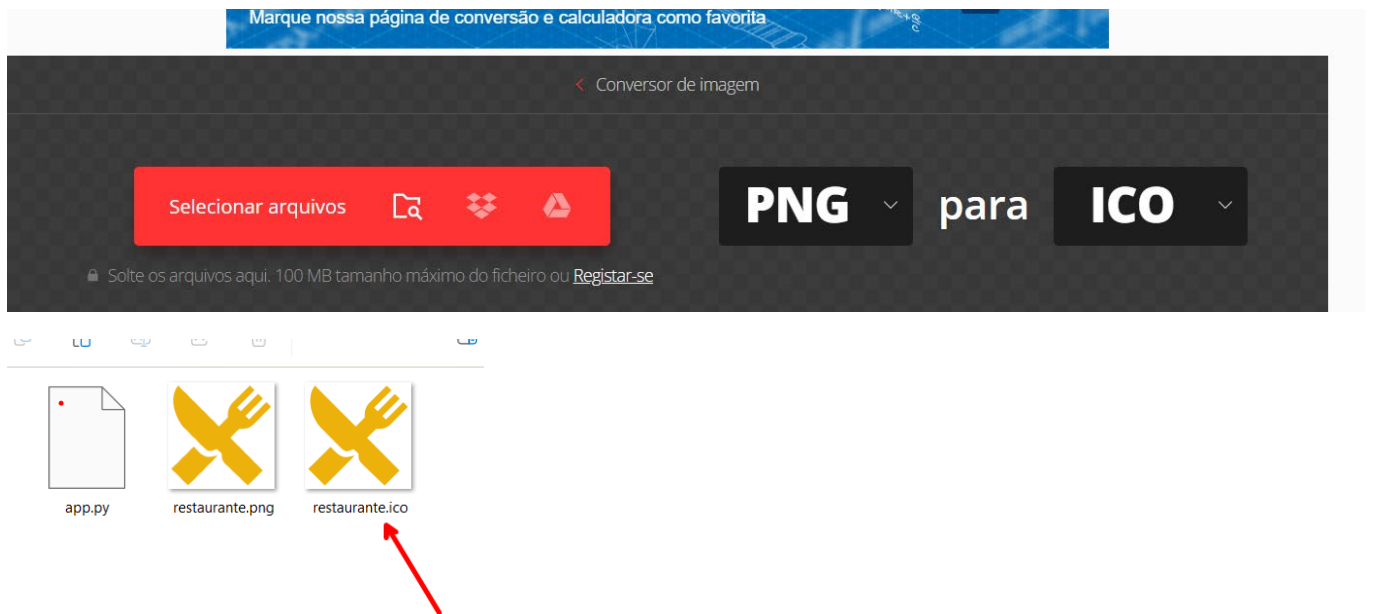 Marque nossa página de conversão e calculadora como favorita
Conversor de imagem
Selecionar arquivos
PNG para ICO
Solte os arquivos aqui. 100 MB tamanho máximo do ficheiro ou Registar-se
app.py restaurante.png restaurante.ico